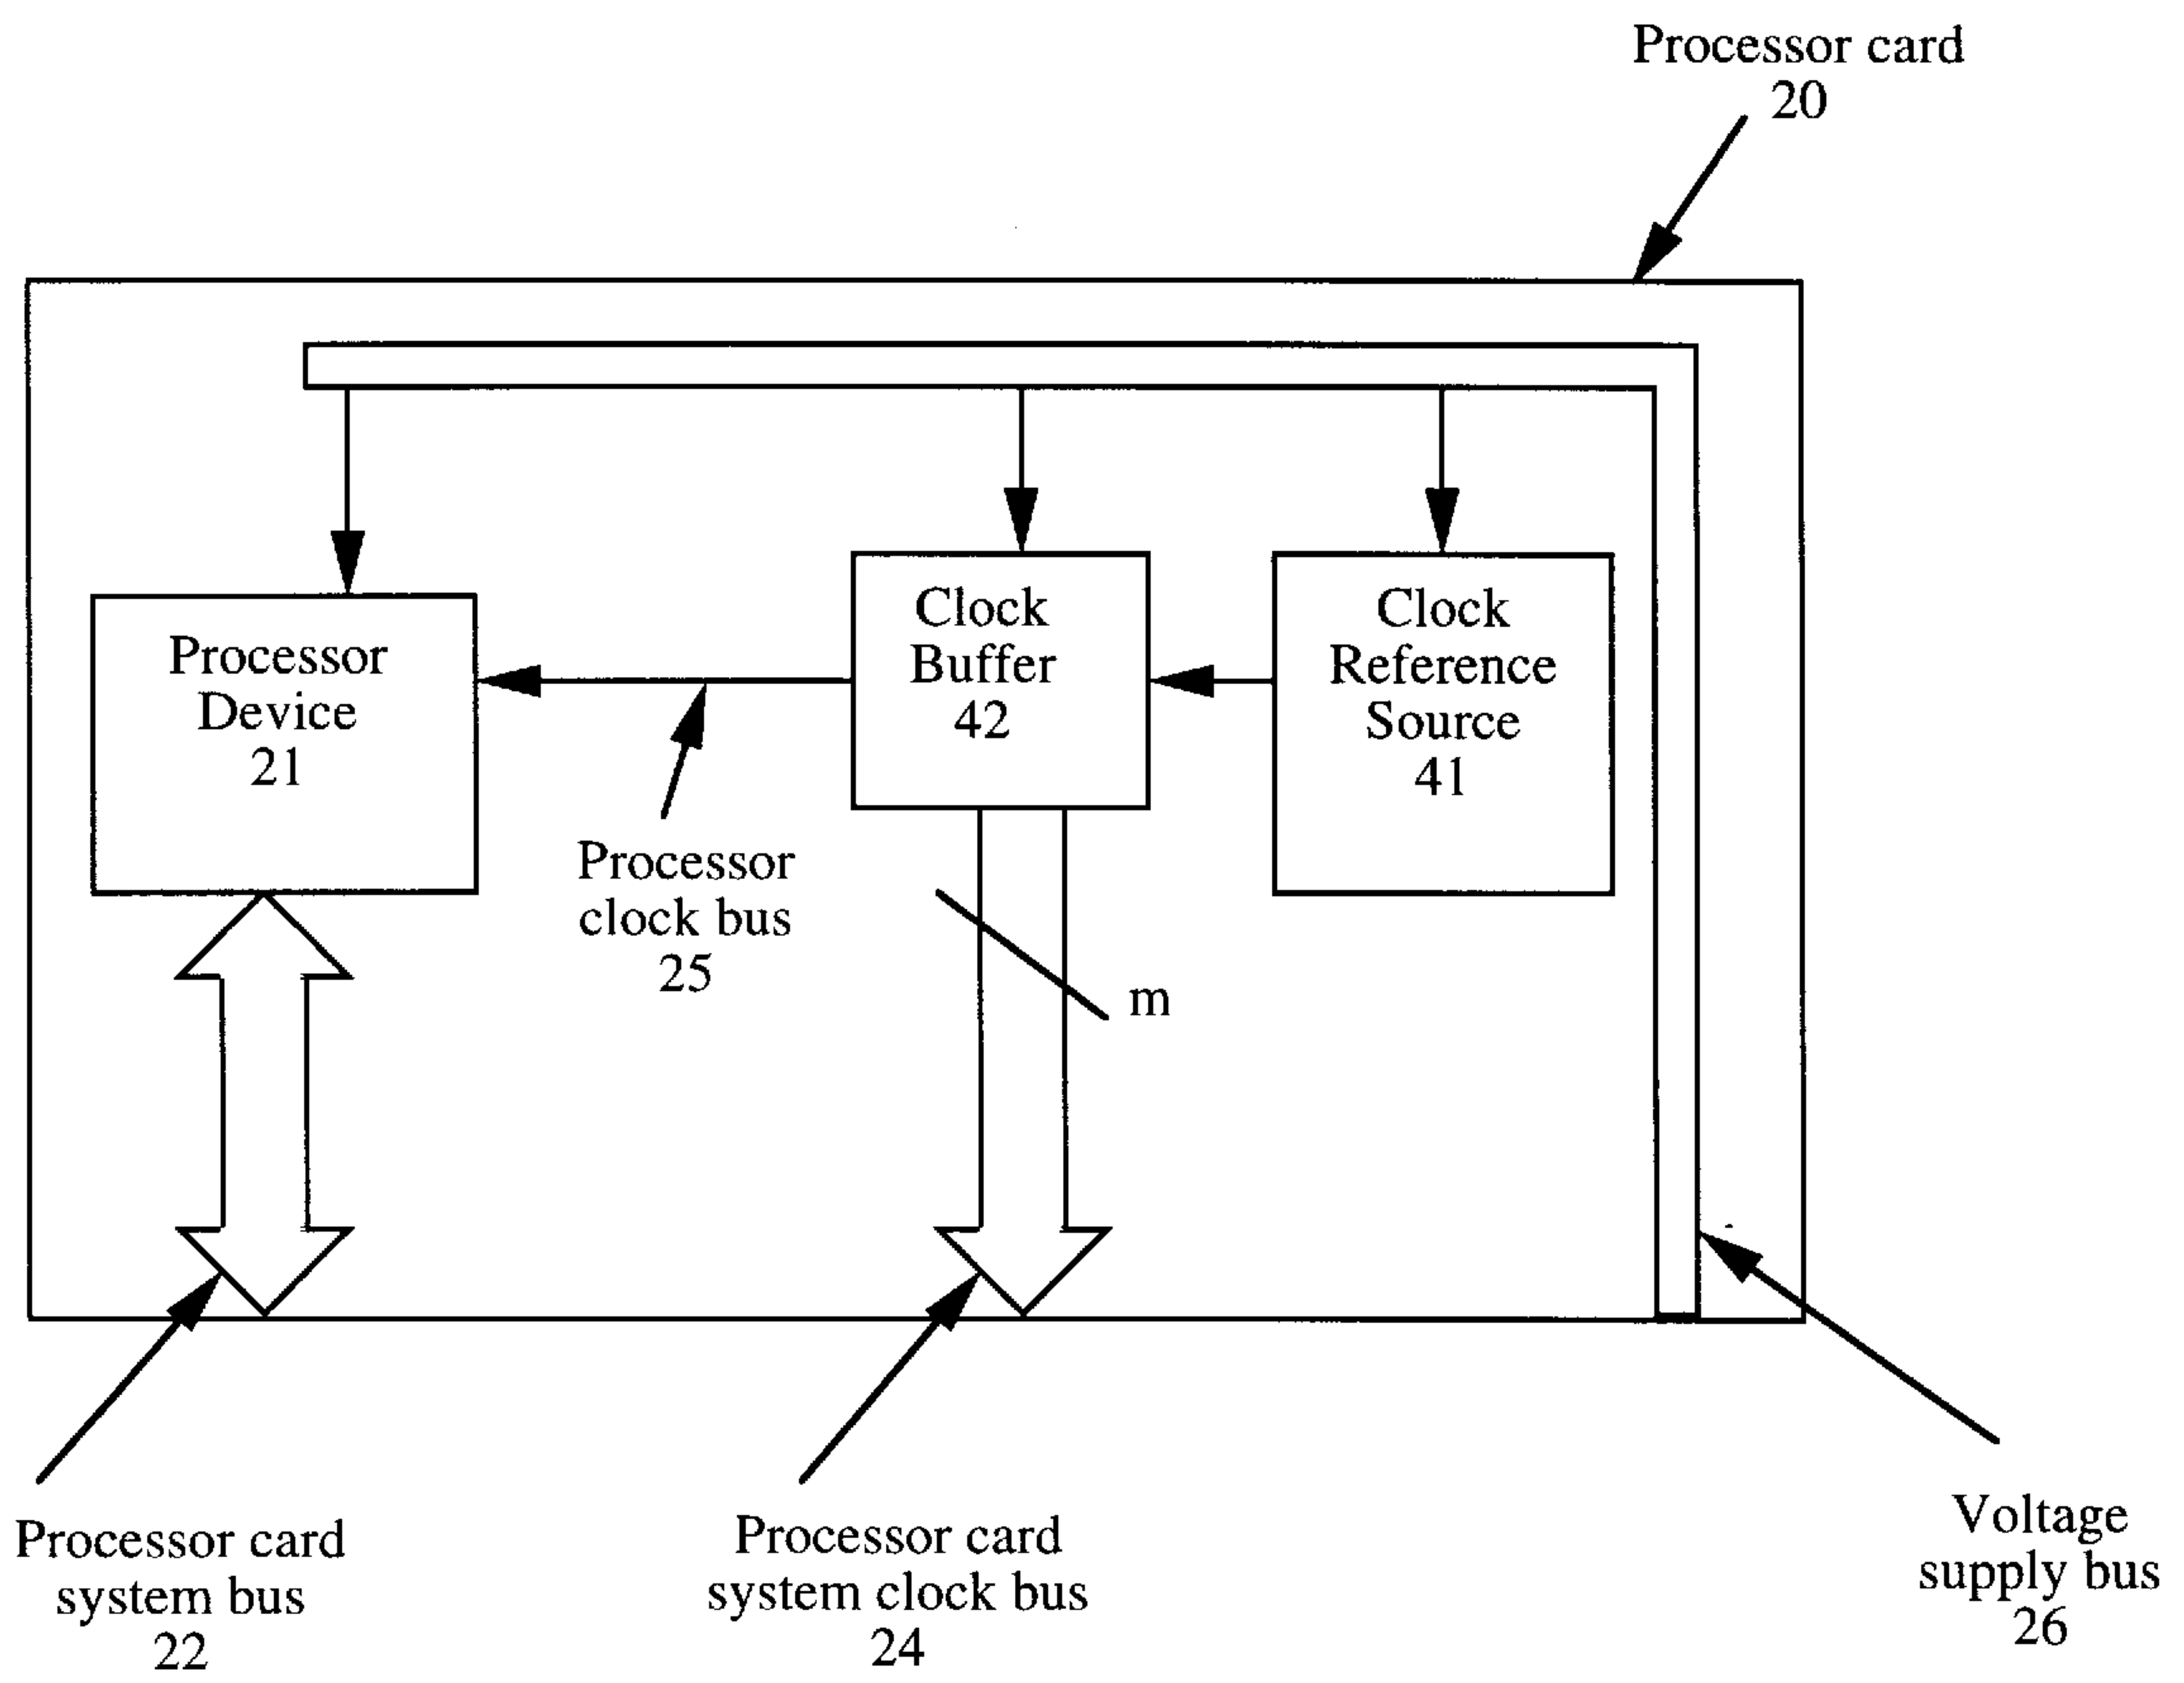 Processor card
20
Processor
Device
21
Clock
Buffer
42
Clock
Reference
Source
41
Processor
clock bus
25
m
Processor card
system bus
22
Processor card
system clock bus
24
Voltage
supply bus
26